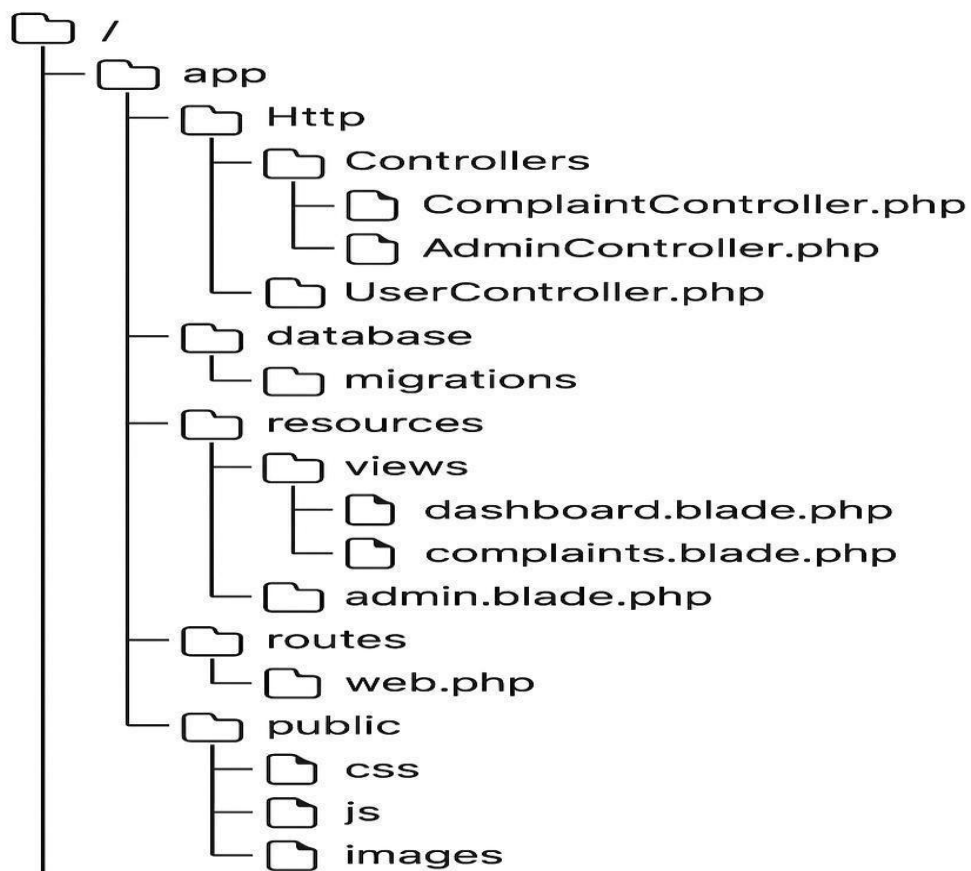 /
app
Http
Controllers
ComplaintController.php
AdminController.php
UserController.php
database
migrations
resources
views
dashboard.blade.php
complaints.blade.php
admin.blade.php
routes
web.php
public
css
js
images